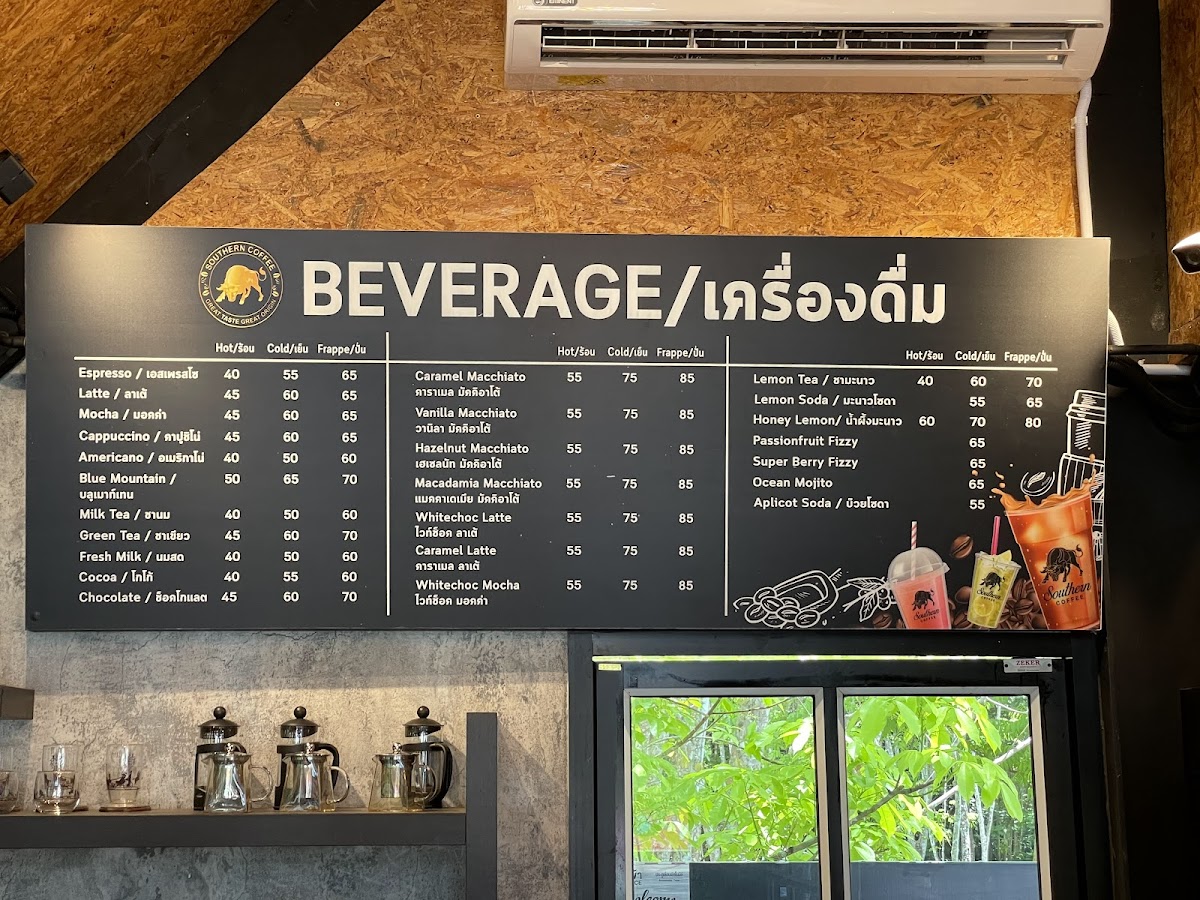 SOUTHERN COFFEE
GREAT TASTE GREAT ORIGIN
BEVERAGE/เครื่องดื่ม
Hot/ร้อน Cold/เย็น Frappe/ปั่น
Espresso / เอสเพรสโซ 40 55 65
Latte / ลาเต้ 45 60 65
Mocha / มอคค่า 45 60 65
Cappuccino / คาปูชิโน่ 45 60 65
Americano / อเมริกาโน่ 40 50 60
Blue Mountain / 50 65 70
บลูเมาท์เทน
Milk Tea / ชานม 40 50 60
Green Tea / ชาเขียว 45 60 70
Fresh Milk / นมสด 40 50 60
Cocoa / โกโก้ 40 55 60
Chocolate / ช็อคโกแลต 45 60 70
Hot/ร้อน Cold/เย็น Frappe/ปั่น
Caramel Macchiato 55 75 85
คาราเมล มัคคิอาโต้
Vanilla Macchiato 55 75 85
วานิลา มัคคิอาโต้
Hazelnut Macchiato 55 75 85
เฮเซลนัท มัคคิอาโต้
Macadamia Macchiato 55 75 85
แมคคาเดเมีย มัคคิอาโต้
Whitechoc Latte 55 75 85
ไวท์ช็อค ลาเต้
Caramel Latte 55 75 85
คาราเมล ลาเต้
Whitechoc Mocha 55 75 85
ไวท์ช็อค มอคค่า
Hot/ร้อน Cold/เย็น Frappe/ปั่น
Lemon Tea / ชามะนาว 40 60 70
Lemon Soda / มะนาวโซดา 55 65
Honey Lemon/ น้ำผึ้งมะนาว 60 70 80
Passionfruit Fizzy 65
Super Berry Fizzy 65
Ocean Mojito 65
Aplicot Soda / บ๊วยโซดา 55
Southern
COFFEE
Southern
COFFEE
Southern
COFFEE
ZEKER